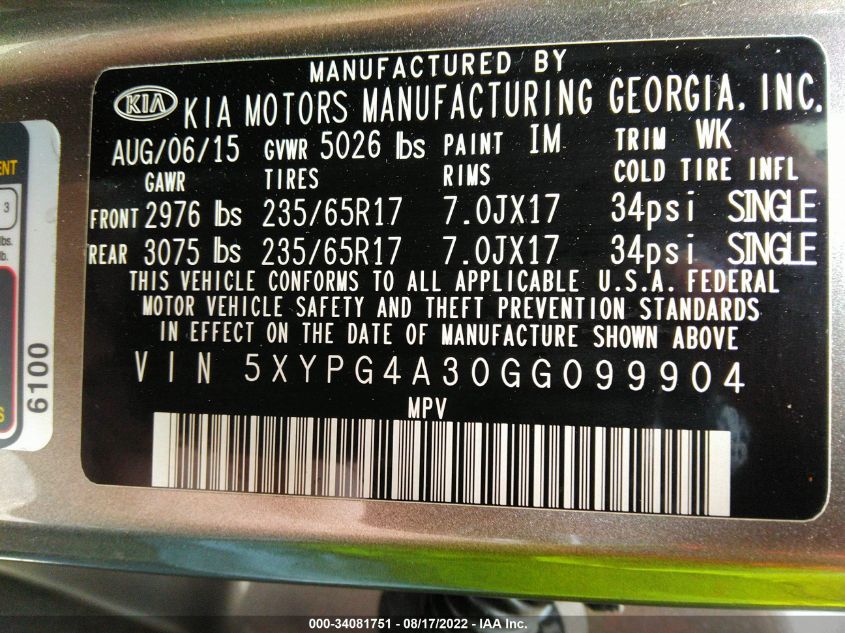 MANUFACTURED BY
KIA KIA MOTORS MANUFACTURING GEORGIA, INC.
AUG/06/15 GVWR 5026 lbs PAINT IM TRIM WK
GAWR TIRES RIMS COLD TIRE INFL
FRONT 2976 lbs 235/65R17 7.0JX17 34psi SINGLE
REAR 3075 lbs 235/65R17 7.0JX17 34psi SINGLE
THIS VEHICLE CONFORMS TO ALL APPLICABLE U.S.A. FEDERAL
MOTOR VEHICLE SAFETY AND THEFT PREVENTION STANDARDS
IN EFFECT ON THE DATE OF MANUFACTURE SHOWN ABOVE
VIN 5XYPG4A30GG099904
MPV
3
lbs.
lb.
6100
000-34081751 - 08/17/2022 - IAA Inc.